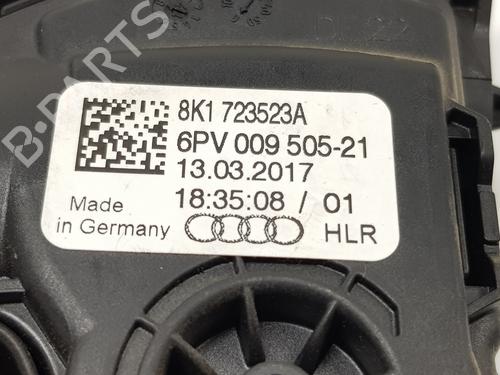 B-PARTS
8K1 723523A
6PV 009 505-21
13.03.2017
18:35:08 / 01
Made
in Germany
HLR